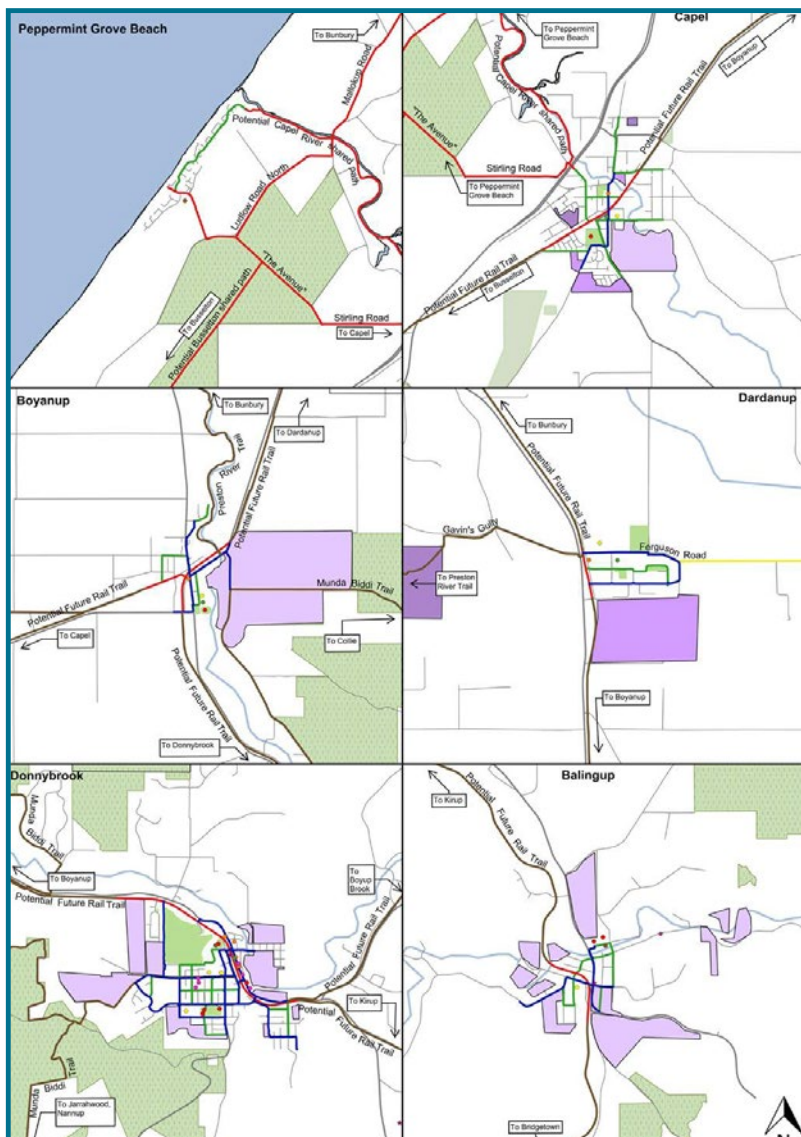 Peppermint Grove Beach
To Bunbury
Mallokup Road
Potential Capel River shared path
Ludlow Road North
"The Avenue"
To Busselton
Potential Busselton shared path
Stirling Road
To Capel
Capel
To Peppermint
Grove Beach
To Boyanup
Potential Capel River shared path
Potential Future Rail Trail
"The Avenue"
Stirling Road
To Peppermint
Grove Beach
Potential Future Rail Trail
To Busselton
Boyanup
To Bunbury
To Dardanup
Preston River Trail
Potential Future Rail Trail
Potential Future Rail Trail
Munda Biddi Trail
To Capel
To Collie
Potential Future Rail Trail
To Donnybrook
Dardanup
To Bunbury
Potential Future Rail Trail
Gavin's Gully
Ferguson Road
To Preston
River Trail
To Boyanup
Donnybrook
Munda Biddi Trail
To Boyanup
To
Boyup
Brook
Potential Future Rail Trail
Potential Future Rail Trail
To Kirup
Potential Future Rail Trail
Munda Biddi Trail
To Jarrahwood,
Nannup
Balingup
To Kirup
Potential Future Rail Trail
To Bridgetown
N